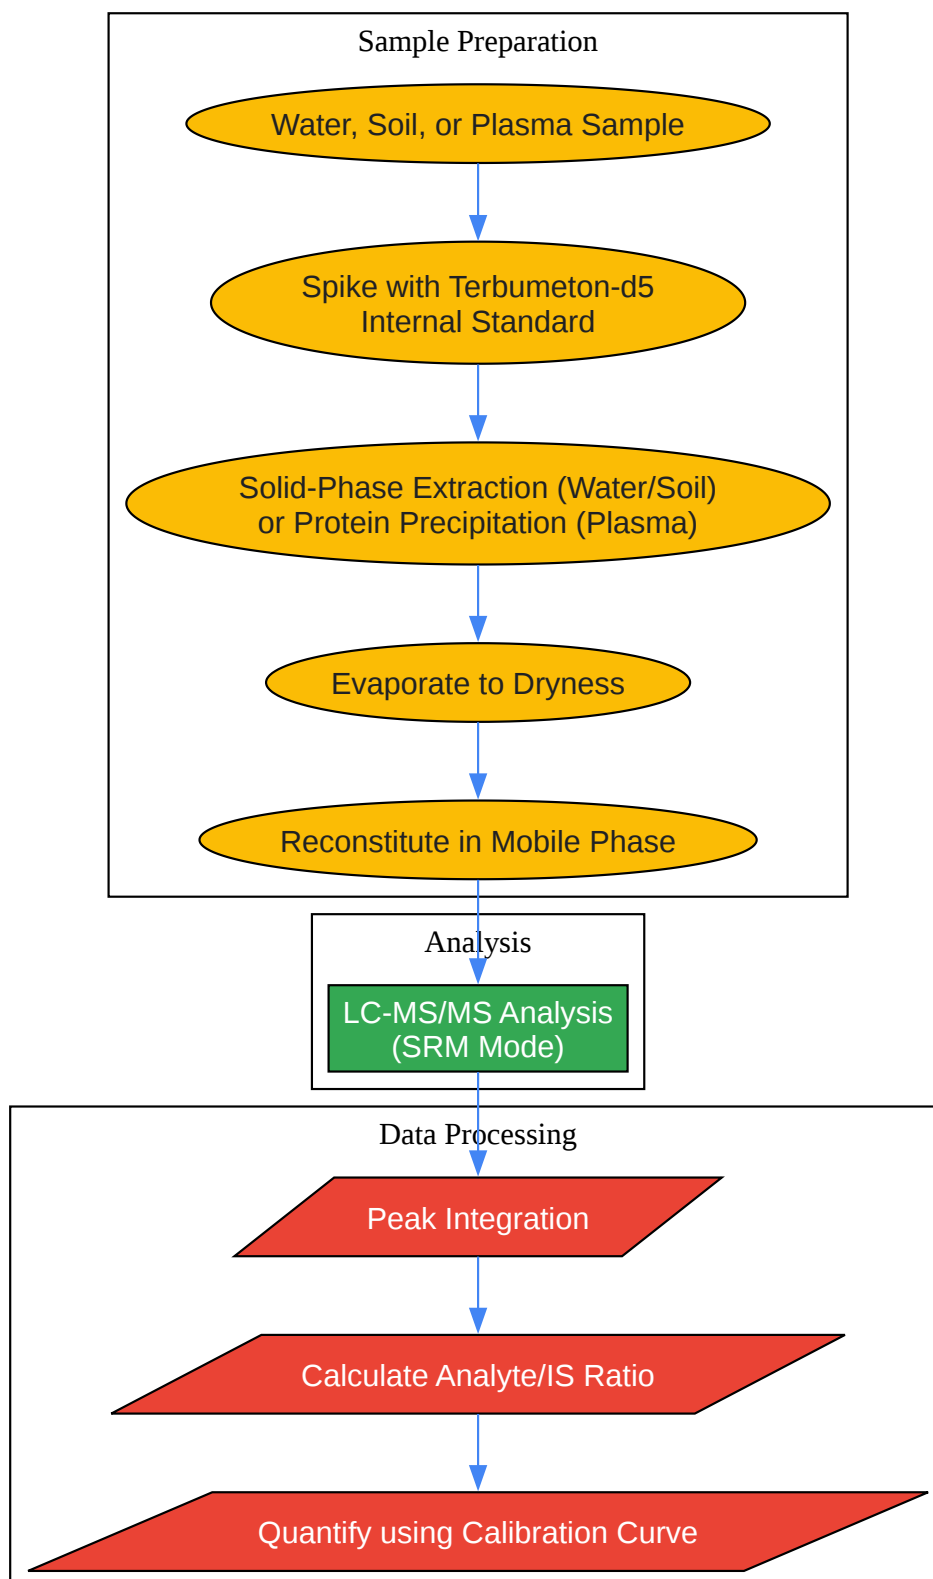 Sample Preparation
Water, Soil, or Plasma Sample
Spike with Terbumeton-d5
Internal Standard
Solid-Phase Extraction (Water/Soil)
or Protein Precipitation (Plasma)
Evaporate to Dryness
Reconstitute in Mobile Phase
Analysis
LC-MS/MS Analysis
(SRM Mode)
Data Processing
Peak Integration
Calculate Analyte/IS Ratio
Quantify using Calibration Curve